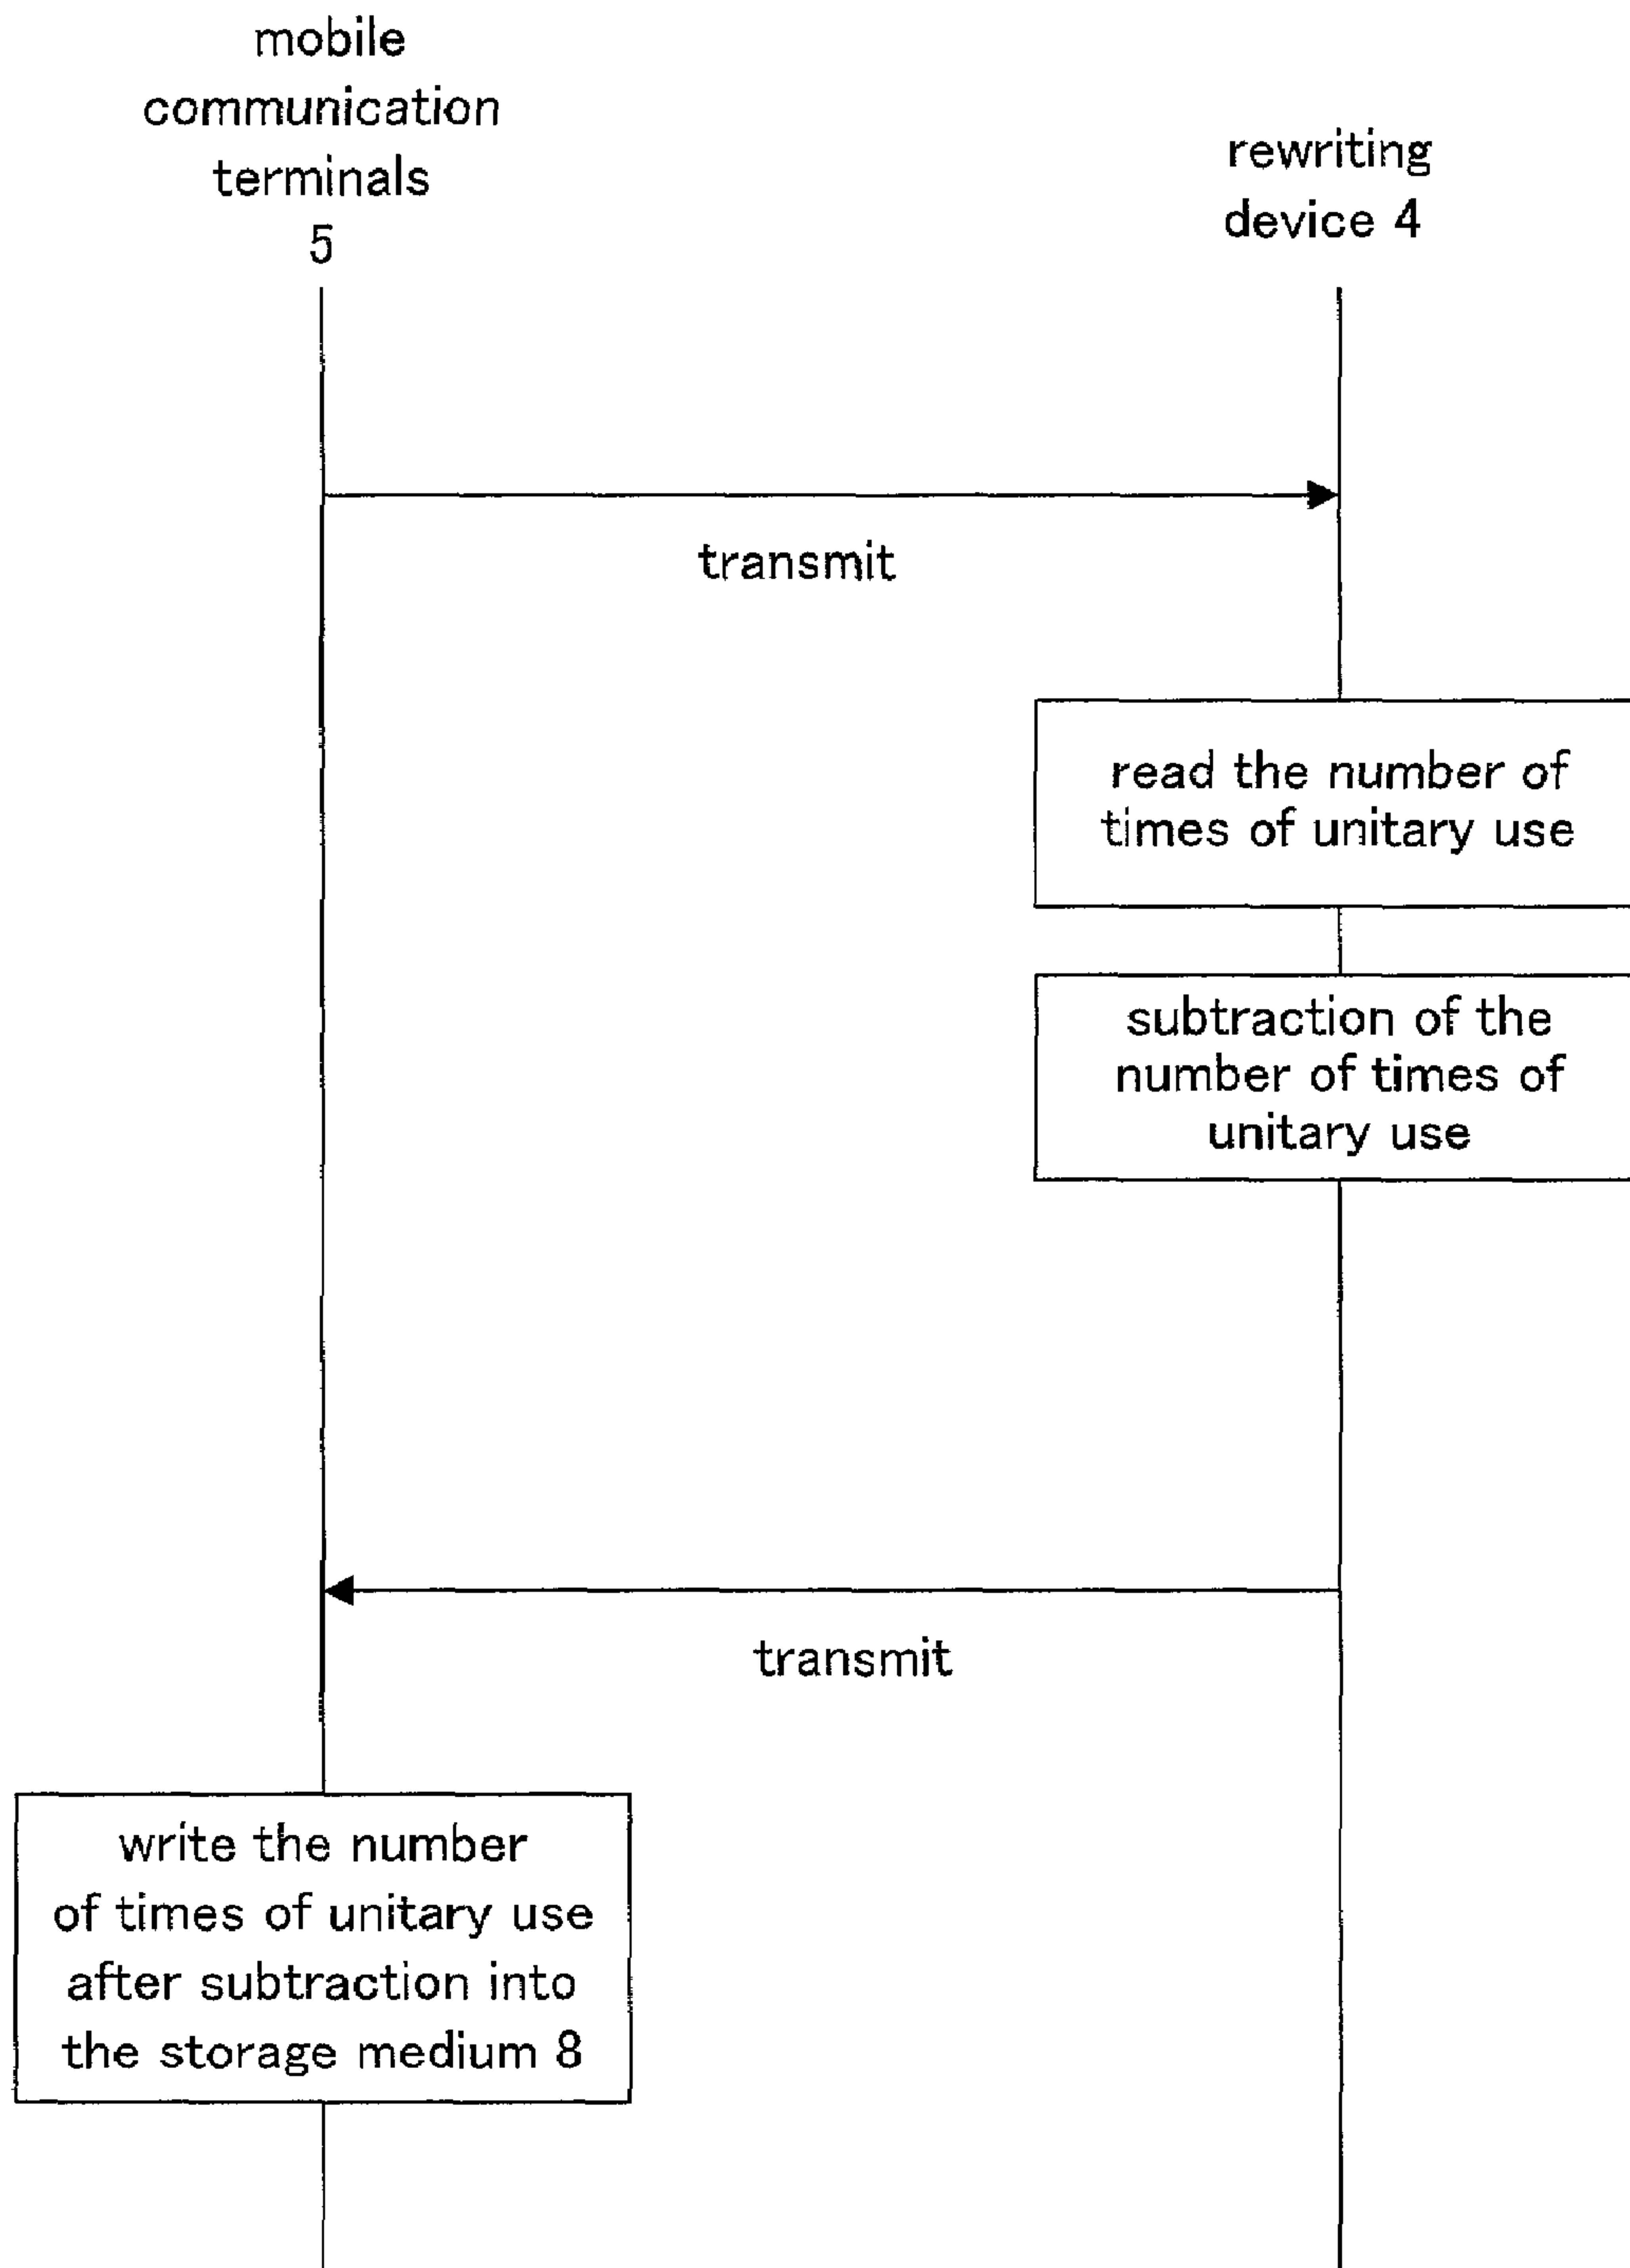 mobile
communication
terminals
5
rewriting
device 4
transmit
read the number of
times of unitary use
subtraction of the
number of times of
unitary use
transmit
write the number
of times of unitary use
after subtraction into
the storage medium 8